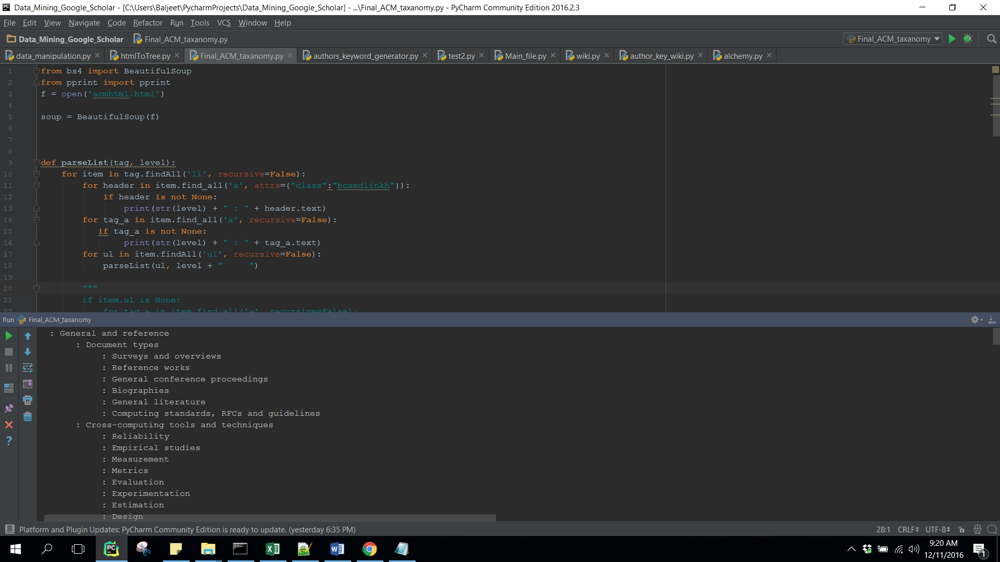 Data_Mining_Google_Scholar - [C:\Users\Baljeet\PycharmProjects\Data_Mining_Google_Scholar] - ...\Final_ACM_taxanomy.py - PyCharm Community Edition 2016.2.3
File Edit View Navigate Code Refactor Run Tools VCS Window Help
Data_Mining_Google_Scholar Final_ACM_taxanomy.py Final_ACM_taxanomy
data_manipulation.py htmlToTree.py Final_ACM_taxanomy.py authors_keyword_generator.py test2.py Main_file.py wiki.py author_key_wiki.py alchemy.py
1 from bs4 import BeautifulSoup
2 from pprint import pprint
3 f = open('acmhtml.html')
4
5 soup = BeautifulSoup(f)
6
7
8
9 def parseList(tag, level):
10     for item in tag.findAll('li', recursive=False):
11         for header in item.find_all('a', attrs={"class":"boxedlinkh"}):
12             if header is not None:
13                 print(str(level) + " : " + header.text)
14         for tag_a in item.find_all('a', recursive=False):
15            if tag_a is not None:
16                 print(str(level) + " : " + tag_a.text)
17         for ul in item.findAll('ul', recursive=False):
18             parseList(ul, level + "     ")
19
20         """
21         if item.ul is None:
22             for tag_a in item.find_all('a', recursive=False):
Run Final_ACM_taxanomy
 : General and reference
      : Document types
           : Surveys and overviews
           : Reference works
           : General conference proceedings
           : Biographies
           : General literature
           : Computing standards, RFCs and guidelines
      : Cross-computing tools and techniques
           : Reliability
           : Empirical studies
           : Measurement
           : Metrics
           : Evaluation
           : Experimentation
           : Estimation
           : Design
Platform and Plugin Updates: PyCharm Community Edition is ready to update. (yesterday 6:35 PM) 28:1 CRLF UTF-8
9:20 AM
12/11/2016
1